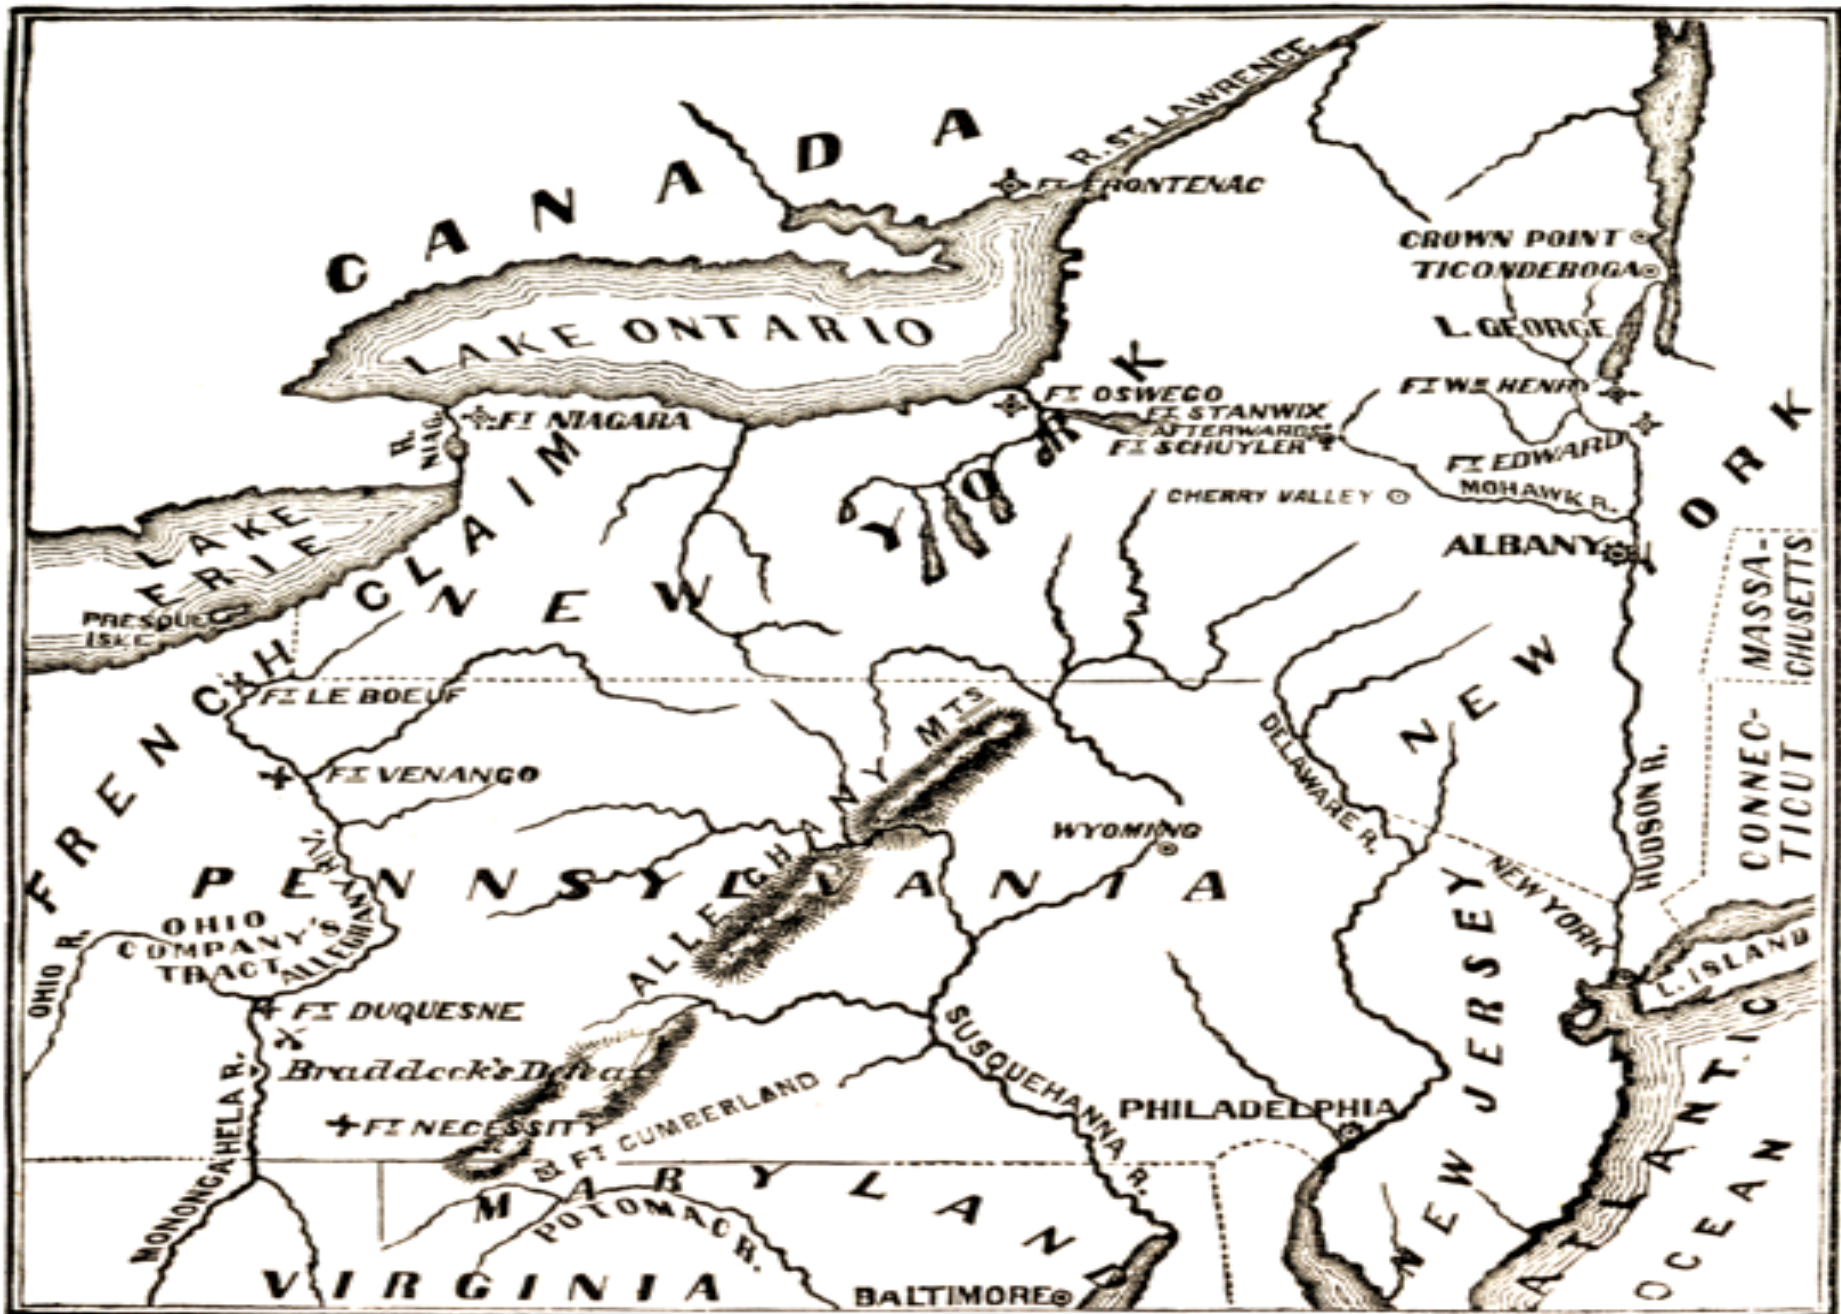 CANADA
R. ST. LAWRENCE
FT. FRONTENAC
CROWN POINT
TICONDEROGA
LAKE ONTARIO
L. GEORGE
FT. WM. HENRY
FT. OSWEGO
FT. STANWIX
AFTERWARDS
FT. SCHUYLER
FT. NIAGARA
R. NIAG.
FT. EDWARD
MOHAWK R.
CHERRY VALLEY
ALBANY
LAKE
ERIE
PRESQUE
ISLE
FRENCH CLAIM
NEW YORK
NEW YORK
MASSA-
CHUSETTS
CONNEC-
TICUT
FT. LE BOEUF
FT. VENANGO
ALLEGHANY MTS
DELAWARE R.
HUDSON R.
WYOMING
PENNSYLVANIA
ALLEGHANY RIV.
OHIO
COMPANY'S
TRACT
OHIO R.
NEW YORK
L. ISLAND
FT. DUQUESNE
Braddock's Defeat
FT. NECESSITY
FT. CUMBERLAND
SUSQUEHANNA R.
PHILADELPHIA
NEW JERSEY
NEW JERSEY
MONONGAHELA R.
MARYLAND
POTOMAC R.
VIRGINIA
BALTIMORE
ATLANTIC
OCEAN